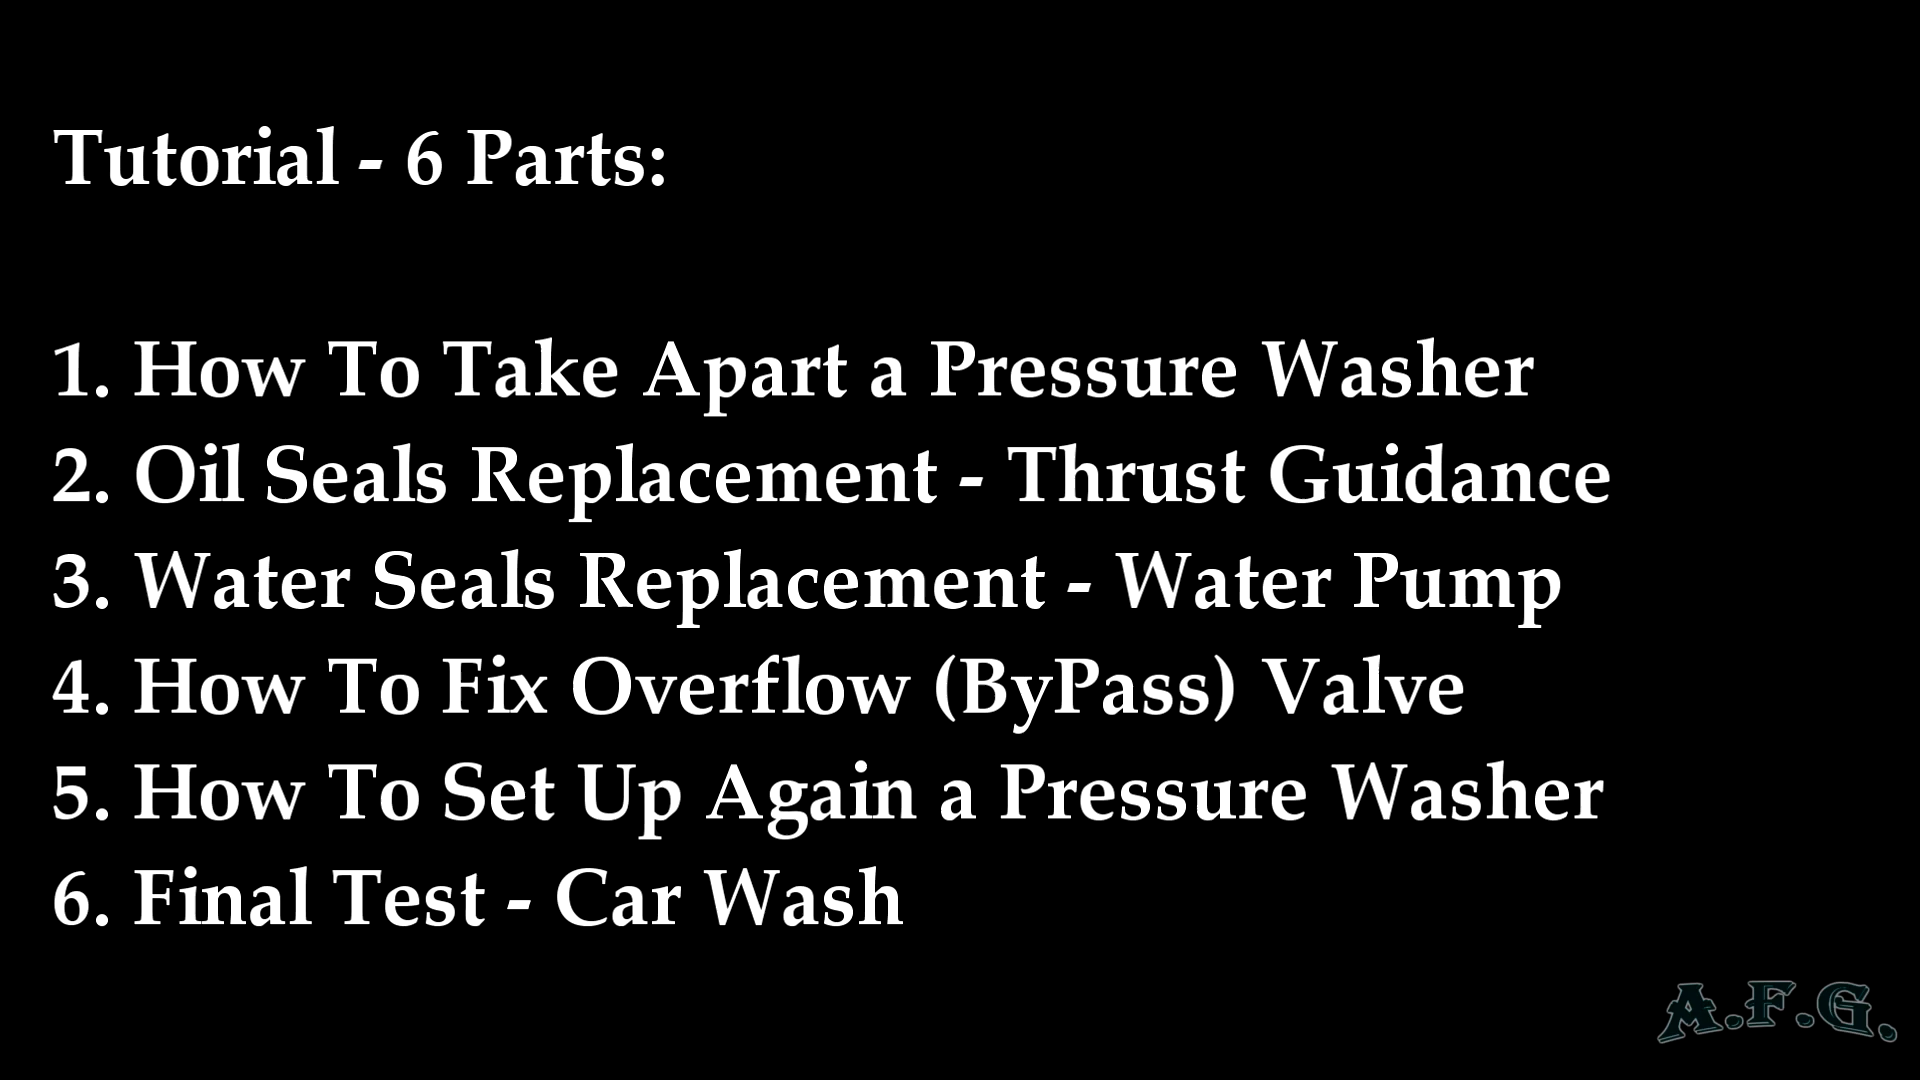 Tutorial - 6 Parts:
1. How To Take Apart a Pressure Washer
2. Oil Seals Replacement - Thrust Guidance
3. Water Seals Replacement - Water Pump
4. How To Fix Overflow (ByPass) Valve
5. How To Set Up Again a Pressure Washer
6. Final Test - Car Wash
A.F.G.